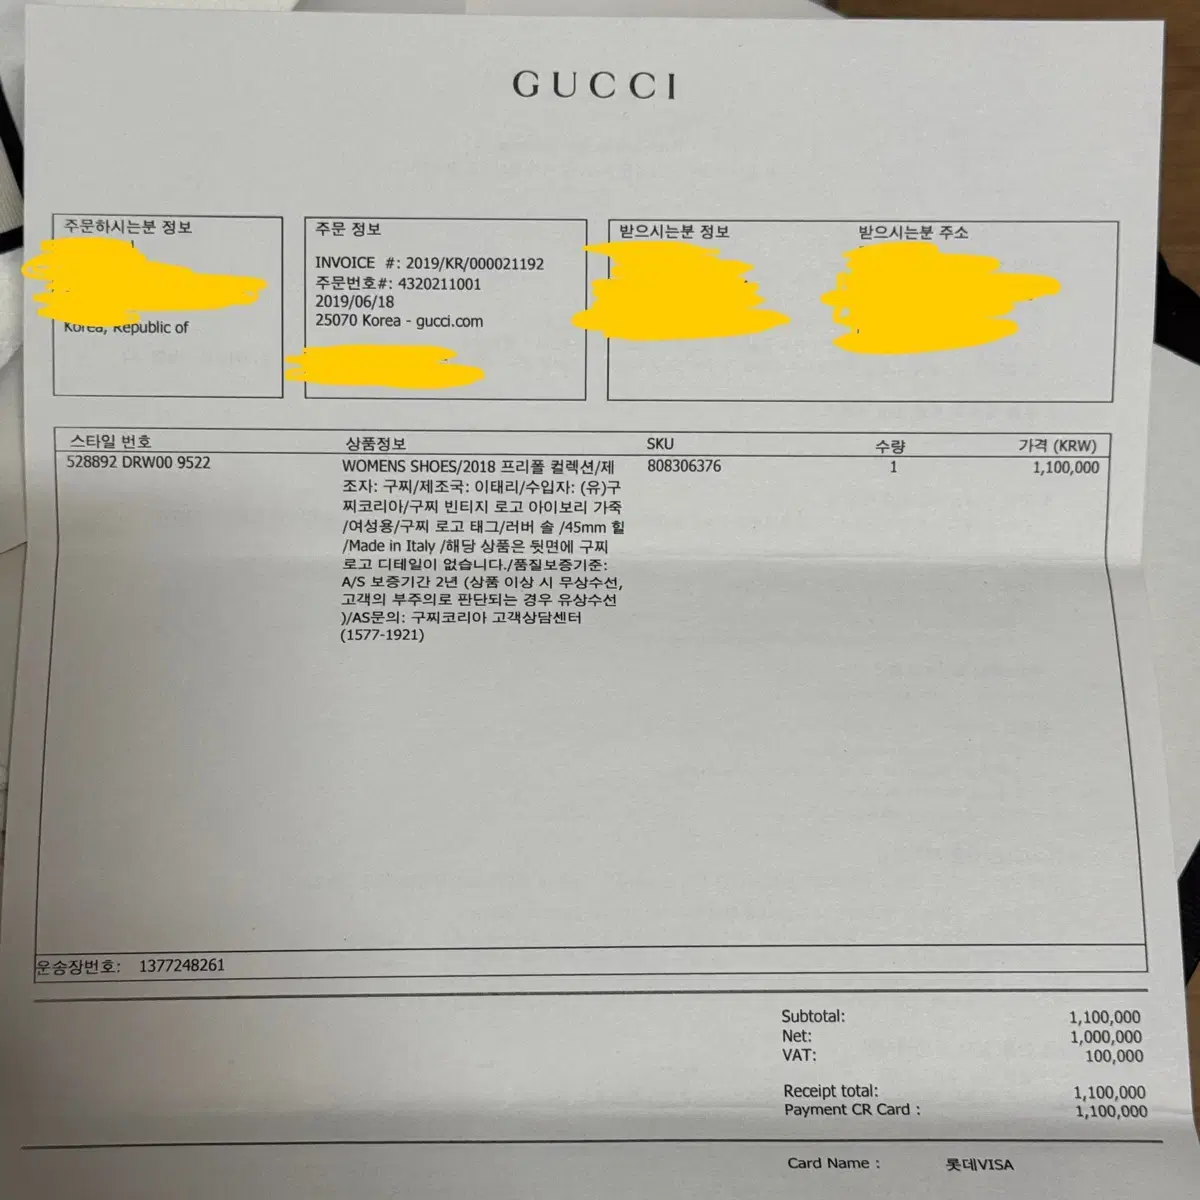 GUCCI
주문하시는분 정보
Korea, Republic of
주문 정보
INVOICE #: 2019/KR/000021192
주문번호#: 4320211001
2019/06/18
25070 Korea - gucci.com
받으시는분 정보
받으시는분 주소
스타일 번호 상품정보 SKU 수량 가격 (KRW)
528892 DRW00 9522
WOMENS SHOES/2018 프리폴 컬렉션/제
조자: 구찌/제조국: 이태리/수입자: (유)구
찌코리아/구찌 빈티지 로고 아이보리 가죽
/여성용/구찌 로고 태그/러버 솔 /45mm 힐
/Made in Italy /해당 상품은 뒷면에 구찌
로고 디테일이 없습니다./품질보증기준:
A/S 보증기간 2년 (상품 이상 시 무상수선,
고객의 부주의로 판단되는 경우 유상수선
)/AS문의: 구찌코리아 고객상담센터
(1577-1921)
808306376
1
1,100,000
운송장번호: 1377248261
Subtotal: 1,100,000
Net: 1,000,000
VAT: 100,000
Receipt total: 1,100,000
Payment CR Card : 1,100,000
Card Name : 롯데VISA